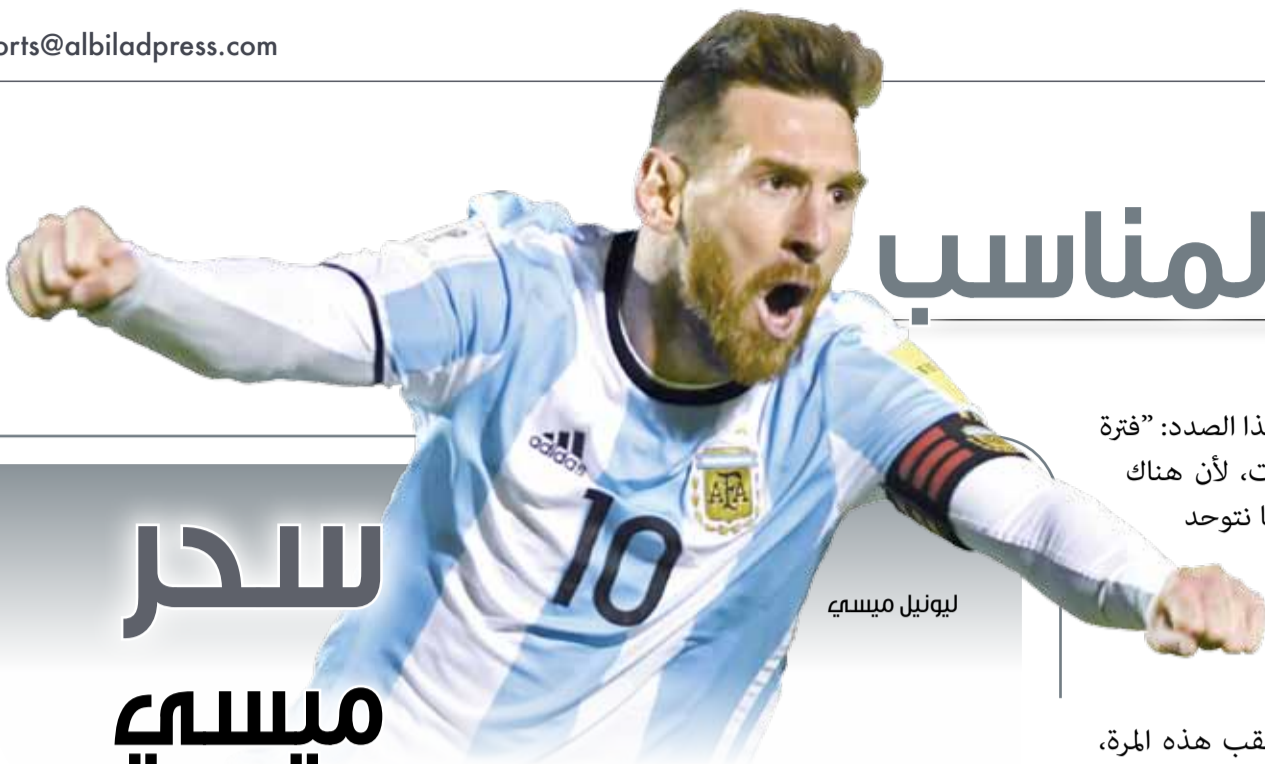 orts@albiladpress.com
لمناسب
ذا الصدد: ”فترة
ت، لأن هناك
ا نتوحد
adidas
AFA
10
ليونيل ميسي
سحر
ميسي
قب هذه المرة،